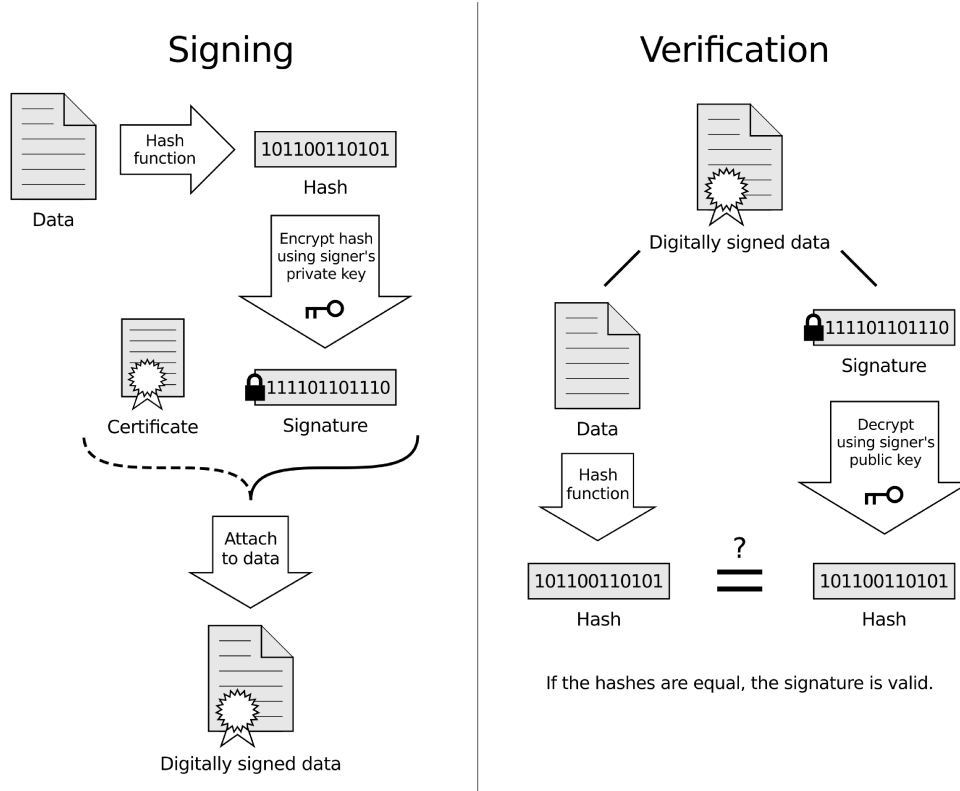 Signing
Data
Hash
function
101100110101
Hash
Encrypt hash
using signer's
private key
Certificate
111101101110
Signature
Attach
to data
Digitally signed data
Verification
Digitally signed data
Data
Hash
function
101100110101
Hash
111101101110
Signature
Decrypt
using signer's
public key
101100110101
Hash
?
If the hashes are equal, the signature is valid.